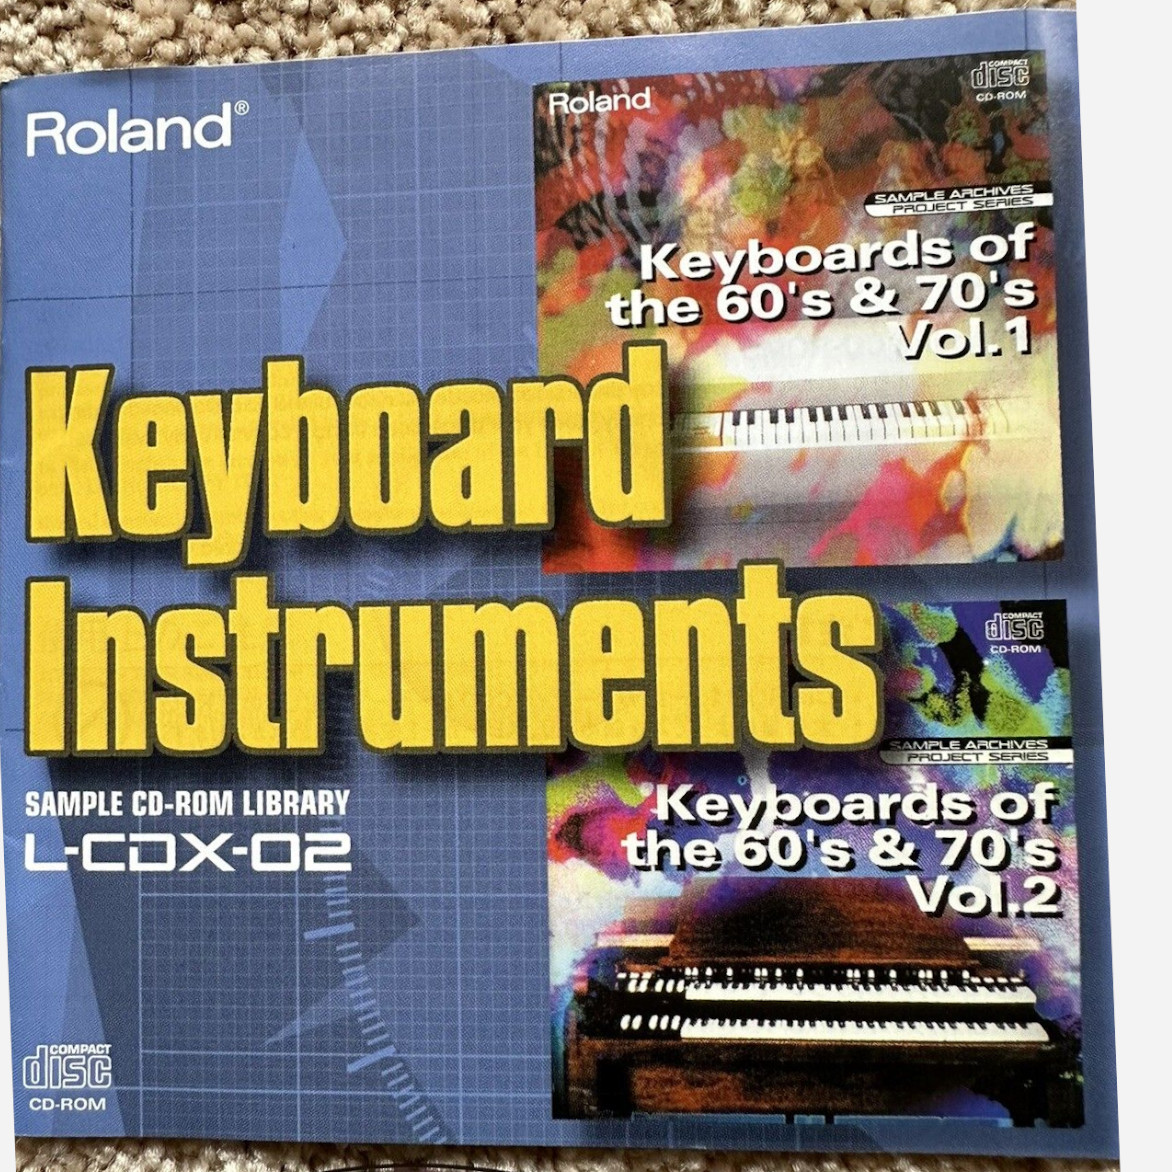 Roland®
Roland
COMPACT
disc
CD-ROM
SAMPLE ARCHIVES
PROJECT SERIES
Keyboards of
the 60's & 70's
Vol.1
Keyboard
Instruments
COMPACT
disc
CD-ROM
SAMPLE ARCHIVES
PROJECT SERIES
Keyboards of
the 60's & 70's
Vol.2
SAMPLE CD-ROM LIBRARY
L-CDX-02
COMPACT
disc
CD-ROM